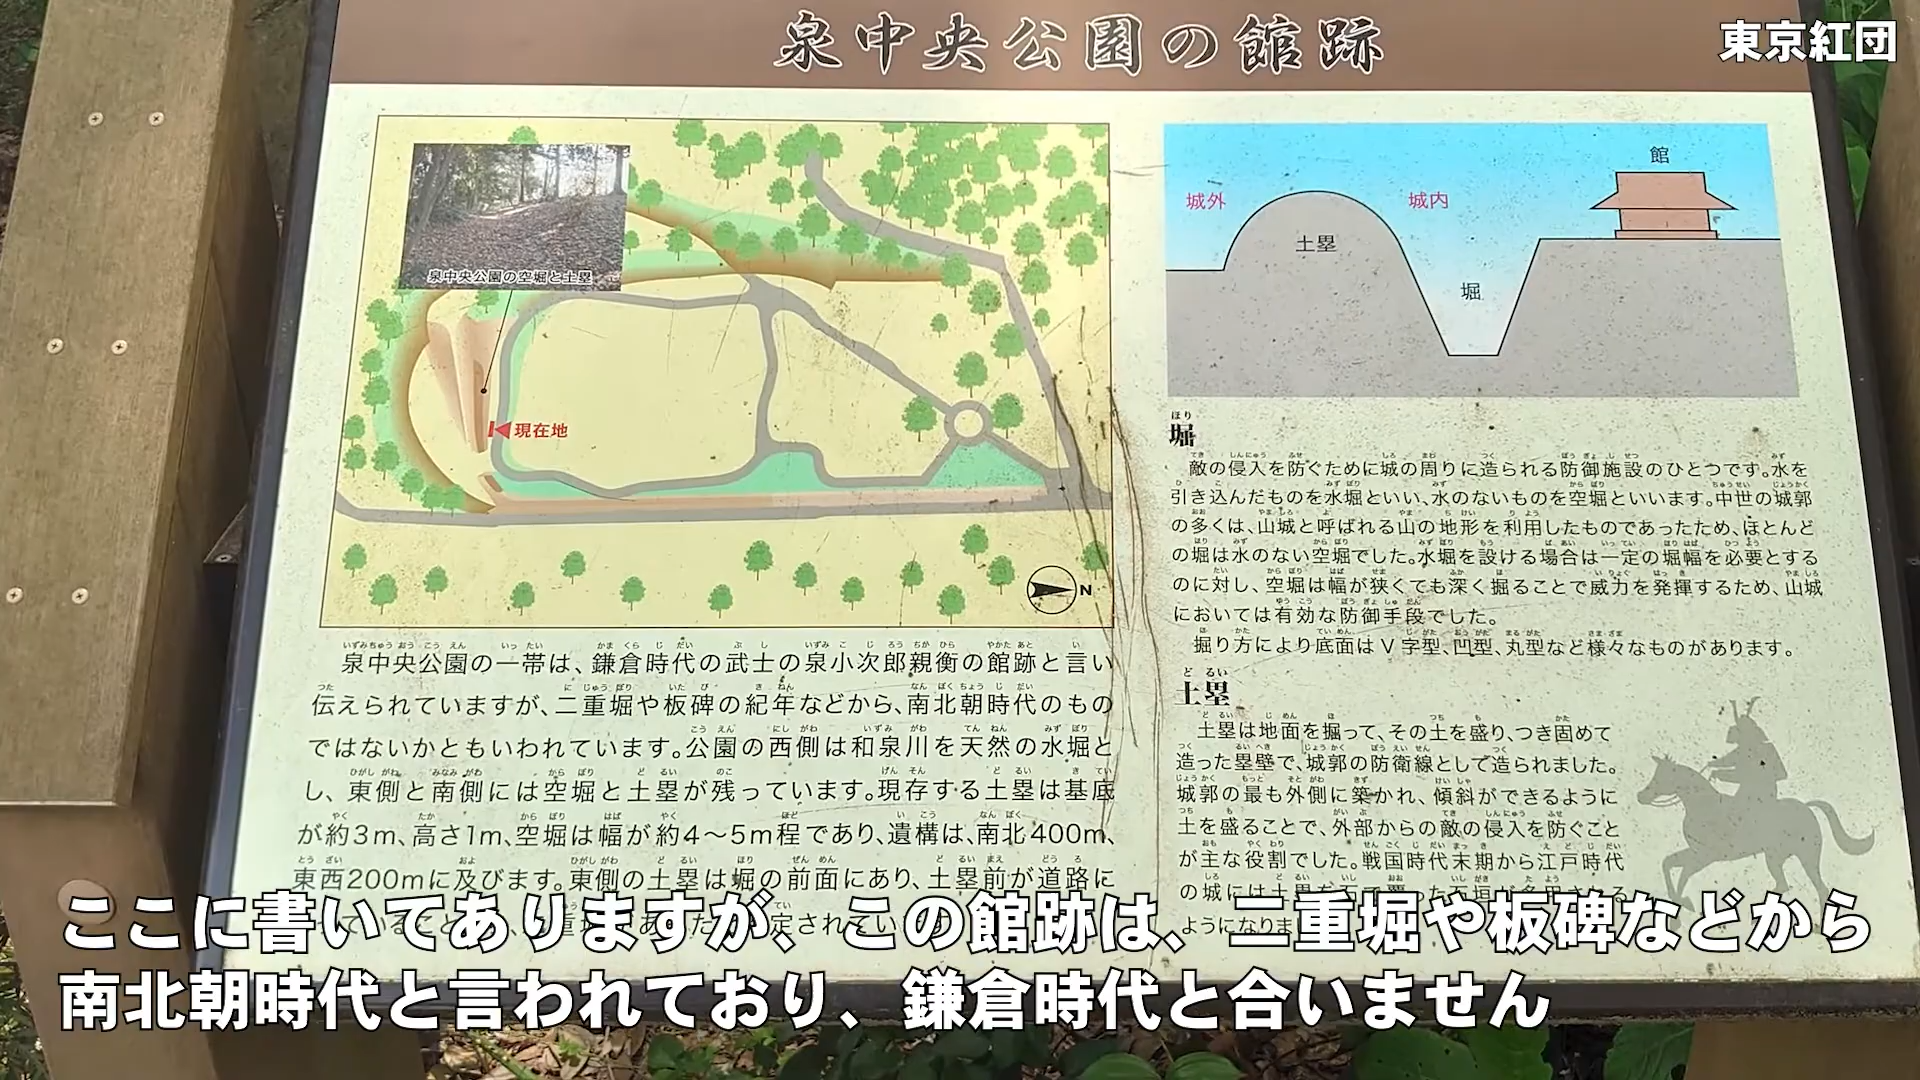 泉中央公園の館跡
東京紅団
泉中央公園の空堀と土塁
現在地
N
城外
土塁
城内
堀
館
泉中央公園の一帯は、鎌倉時代の武士の泉小次郎親衡の館跡と言い
伝えられていますが、二重堀や板碑の紀年などから、南北朝時代のもの
ではないかともいわれています。公園の西側は和泉川を天然の水堀と
し、東側と南側には空堀と土塁が残っています。現存する土塁は基底
が約3m、高さ1m、空堀は幅が約4～5m程であり、遺構は、南北400m、
東西200mに及びます。東側の土塁は堀の前面にあり、土塁前が道路に
堀
敵の侵入を防ぐために城の周りに造られる防御施設のひとつです。水を
引き込んだものを水堀といい、水のないものを空堀といいます。中世の城郭
の多くは、山城と呼ばれる山の地形を利用したものであったため、ほとんど
の堀は水のない空堀でした。水堀を設ける場合は一定の堀幅を必要とする
のに対し、空堀は幅が狭くても深く掘ることで威力を発揮するため、山城
においては有効な防御手段でした。
掘り方により底面はV字型、凹型、丸型など様々なものがあります。
土塁
土塁は地面を掘って、その土を盛り、つき固めて
造った塁壁で、城郭の防衛線として造られました。
城郭の最も外側に築かれ、傾斜ができるように
土を盛ることで、外部からの敵の侵入を防ぐこと
が主な役割でした。戦国時代末期から江戸時代
の城には土塁を石で覆った石垣が多用される
ようになりま
ここに書いてありますが、この館跡は、二重堀や板碑などから
南北朝時代と言われており、鎌倉時代と合いません